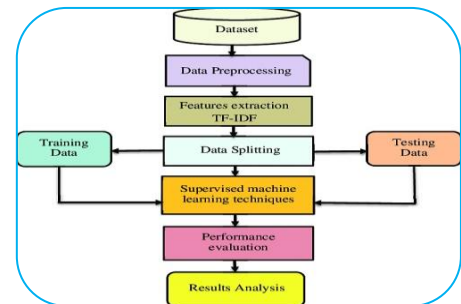 Dataset
Data Preprocessing
Features extraction
TF-IDF
Training
Data
Data Splitting
Testing
Data
Supervised machine
learning techniques
Performance
evaluation
Results Analysis